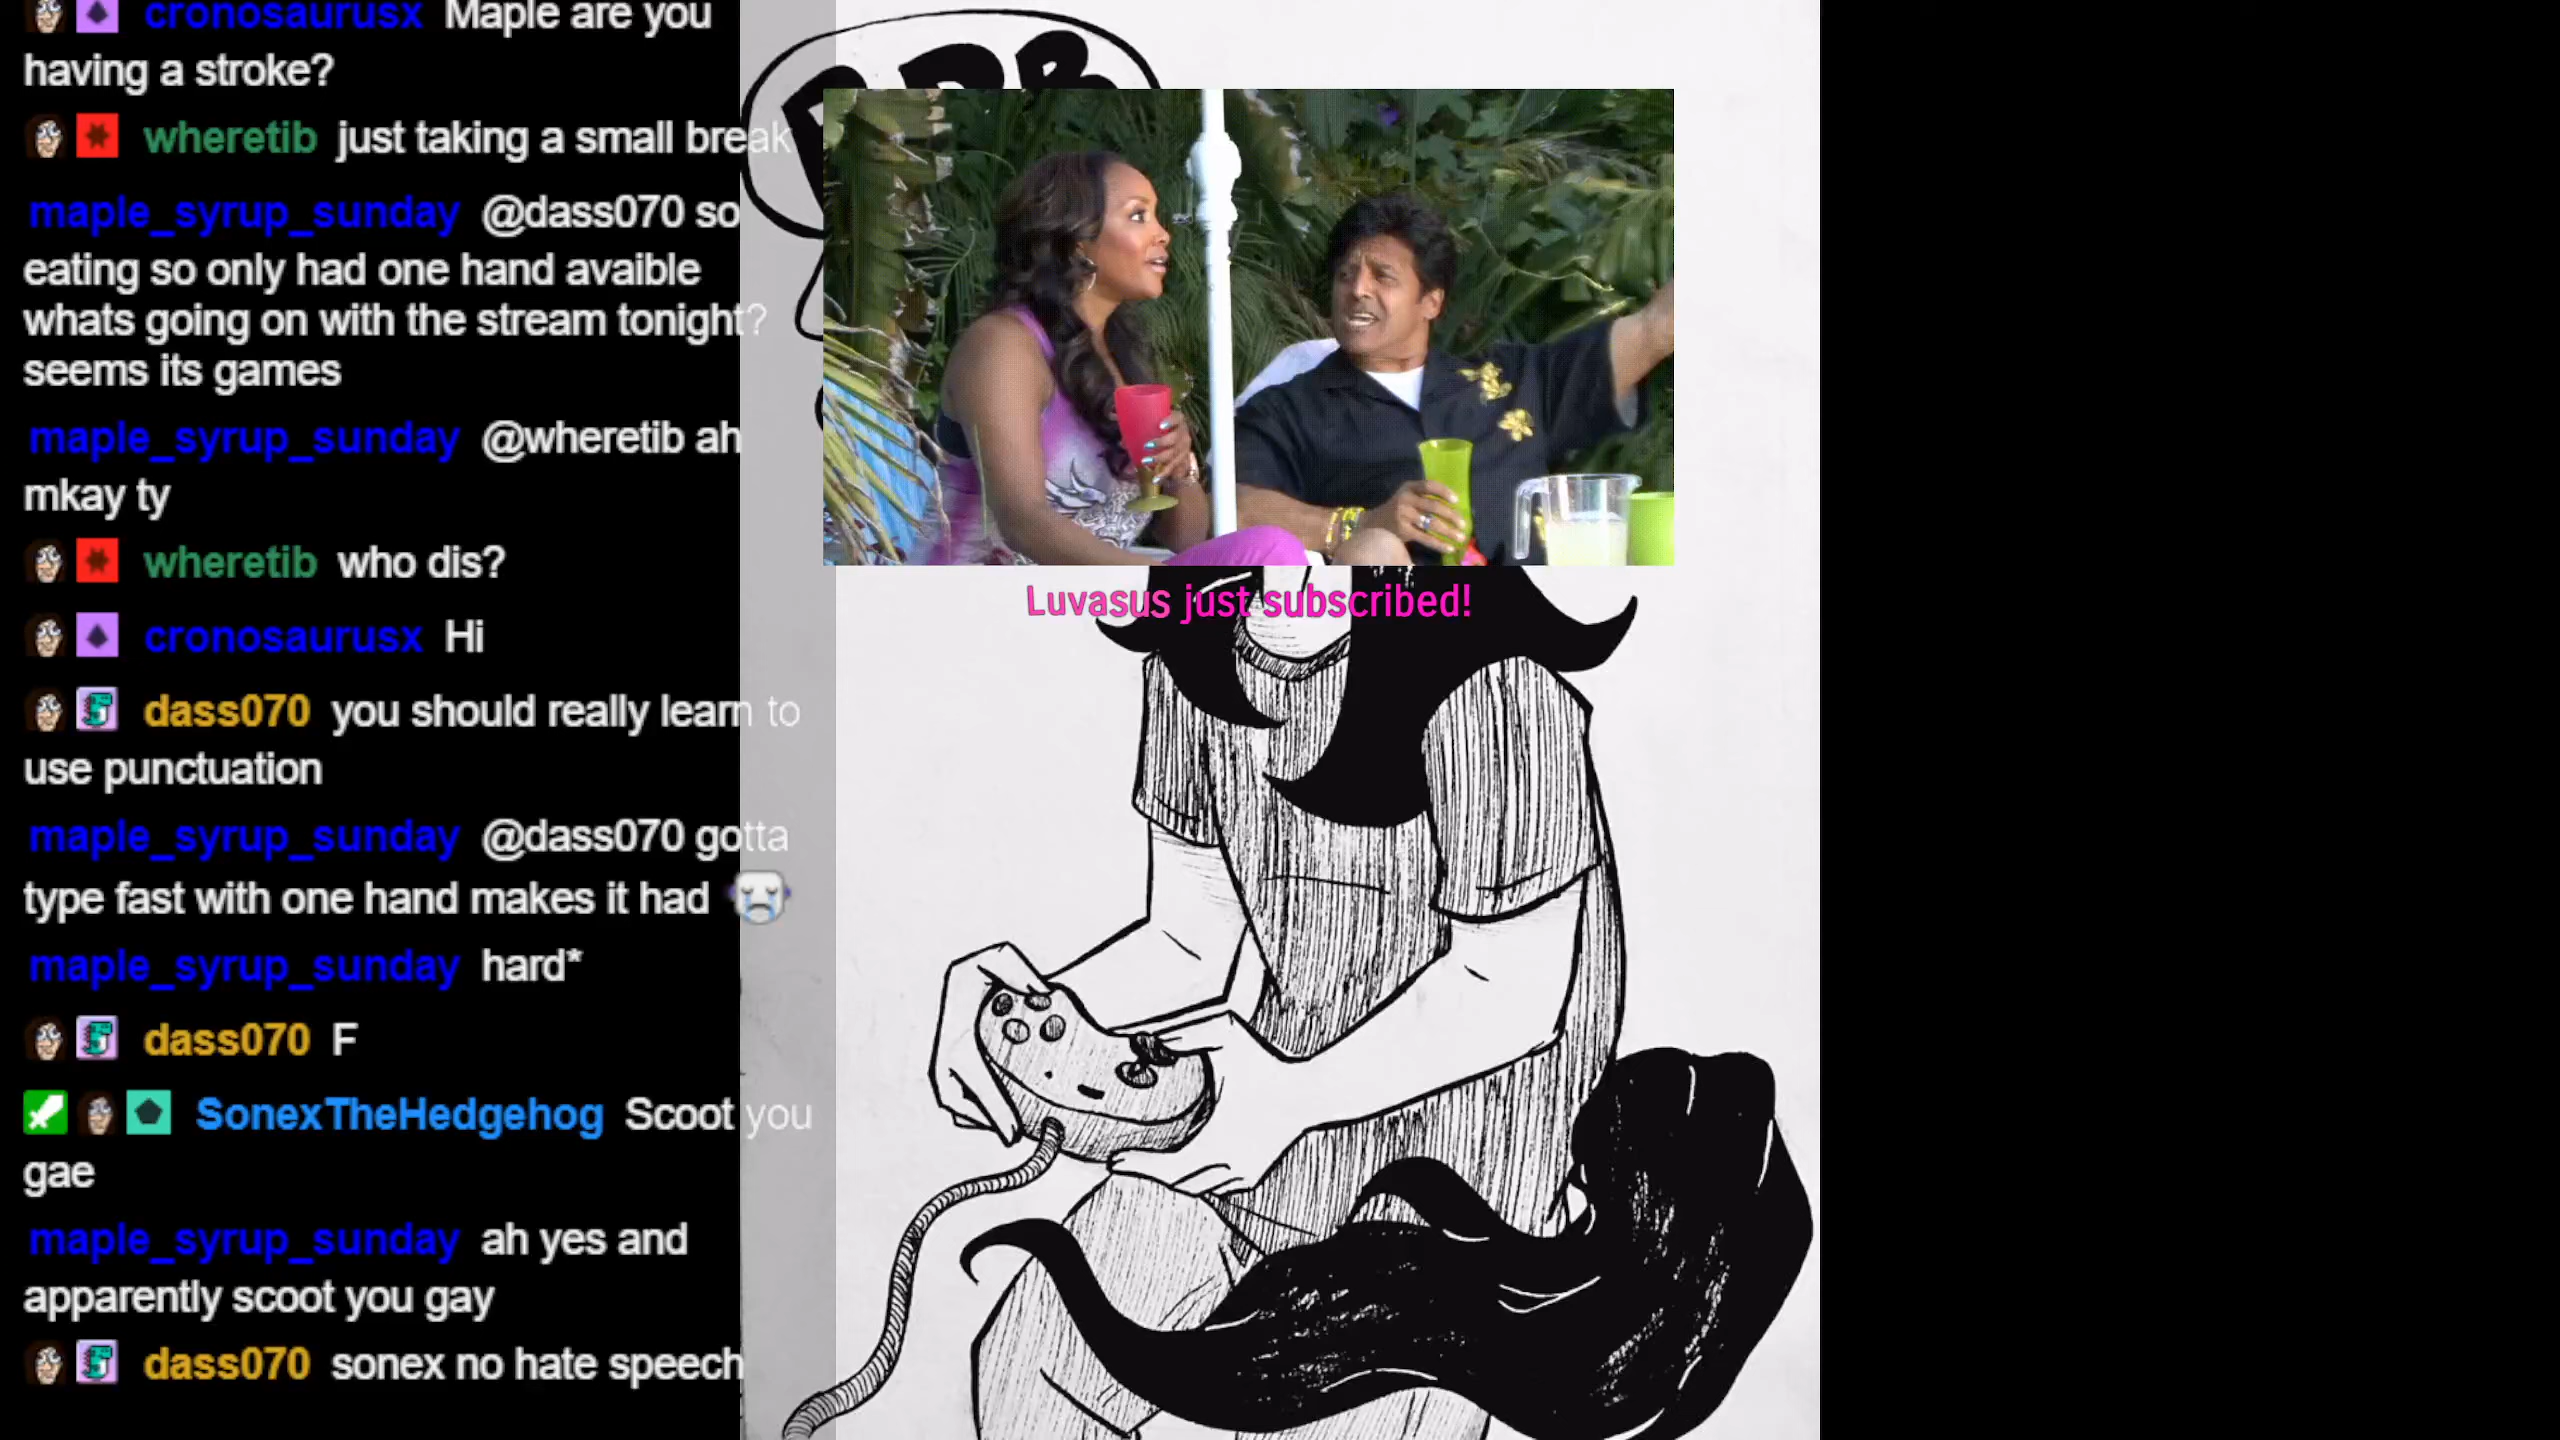 cronosaurusx Maple are you
having a stroke?
wheretib just taking a small break
maple_syrup_sunday @dass070 so
eating so only had one hand avaible
whats going on with the stream tonight?
seems its games
maple_syrup_sunday @wheretib ah
mkay ty
wheretib who dis?
cronosaurusx Hi
dass070 you should really learn to
use punctuation
maple_syrup_sunday @dass070 gotta
type fast with one hand makes it had
maple_syrup_sunday hard*
dass070 F
SonexTheHedgehog Scoot you
gae
maple_syrup_sunday ah yes and
apparently scoot you gay
dass070 sonex no hate speech
Luvasus just subscribed!